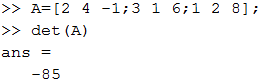 >> A=[2 4 -1;3 1 6;1 2 8];
>> det(A)
ans =
-85